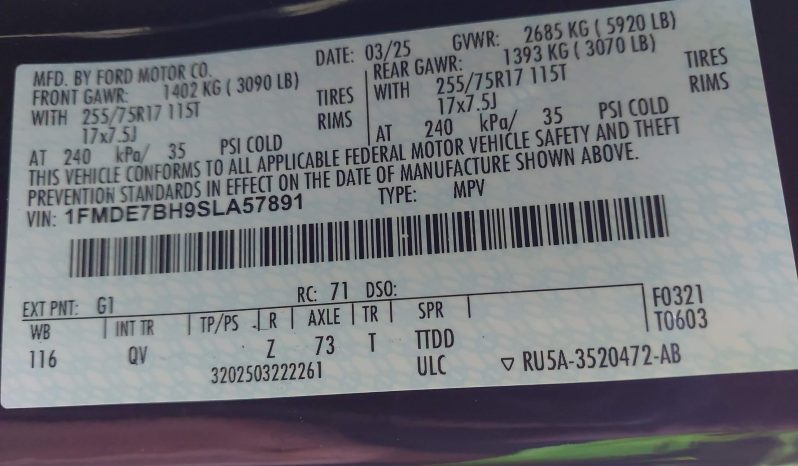 MFD. BY FORD MOTOR CO.
DATE: 03/25
GVWR: 2685 KG ( 5920 LB)
FRONT GAWR: 1402 KG ( 3090 LB)
WITH 255/75R17 115T TIRES
17x7.5J RIMS
AT 240 kPa/ 35 PSI COLD
REAR GAWR: 1393 KG ( 3070 LB)
WITH 255/75R17 115T TIRES
17x7.5J RIMS
AT 240 kPa/ 35 PSI COLD
THIS VEHICLE CONFORMS TO ALL APPLICABLE FEDERAL MOTOR VEHICLE SAFETY AND THEFT
PREVENTION STANDARDS IN EFFECT ON THE DATE OF MANUFACTURE SHOWN ABOVE.
VIN: 1FMDE7BH9SLA57891 TYPE: MPV
EXT PNT: G1 RC: 71 DSO:
WB | INT TR | TP/PS | R | AXLE | TR | SPR | F0321
T0603
116 QV Z 73 T TTDD
3202503222261 ULC ▽ RU5A-3520472-AB